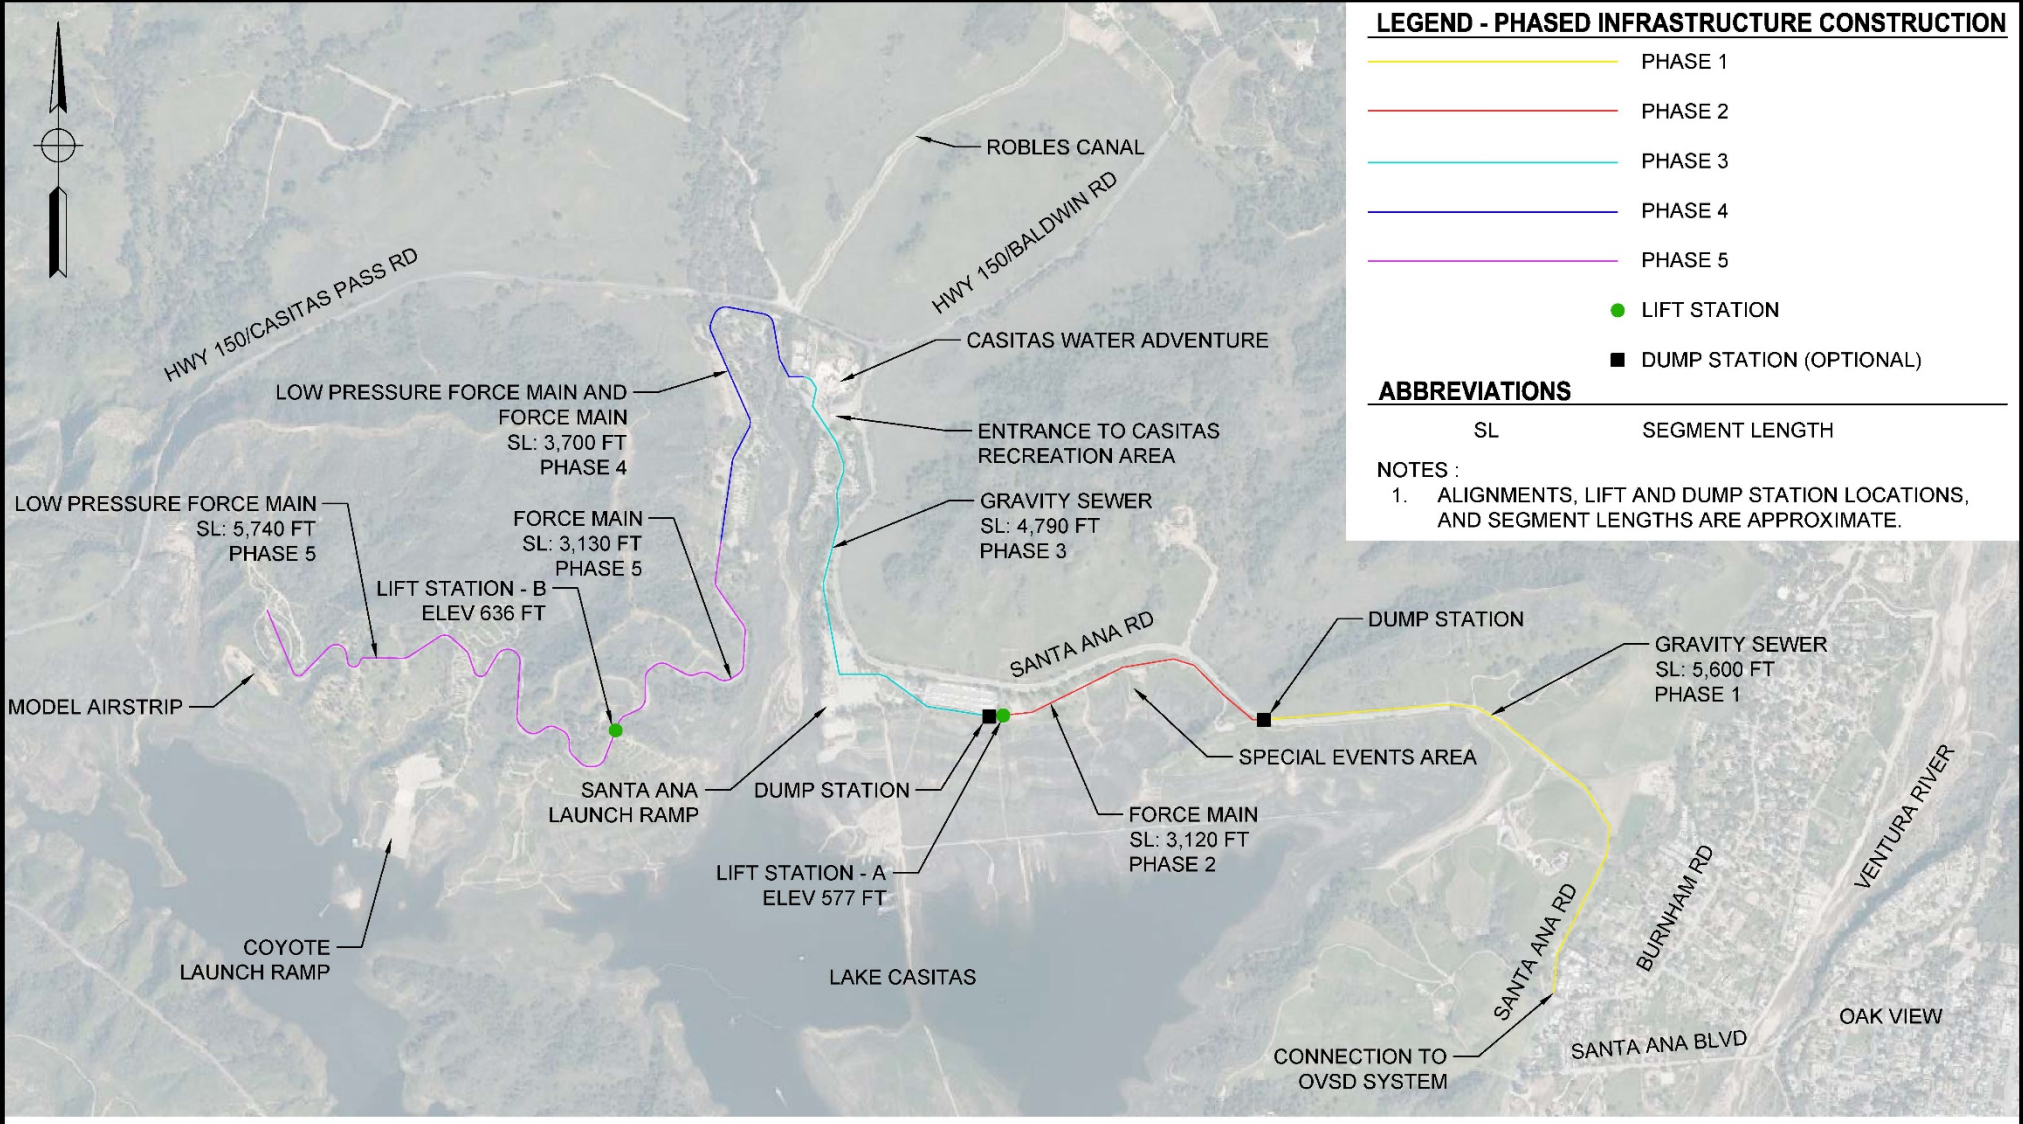 LEGEND - PHASED INFRASTRUCTURE CONSTRUCTION
PHASE 1
PHASE 2
PHASE 3
PHASE 4
PHASE 5
LIFT STATION
DUMP STATION (OPTIONAL)
ABBREVIATIONS
SL SEGMENT LENGTH
NOTES :
1. ALIGNMENTS, LIFT AND DUMP STATION LOCATIONS,
AND SEGMENT LENGTHS ARE APPROXIMATE.
ROBLES CANAL
HWY 150/BALDWIN RD
HWY 150/CASITAS PASS RD
CASITAS WATER ADVENTURE
LOW PRESSURE FORCE MAIN AND
FORCE MAIN
SL: 3,700 FT
PHASE 4
ENTRANCE TO CASITAS
RECREATION AREA
LOW PRESSURE FORCE MAIN
SL: 5,740 FT
PHASE 5
FORCE MAIN
SL: 3,130 FT
PHASE 5
GRAVITY SEWER
SL: 4,790 FT
PHASE 3
LIFT STATION - B
ELEV 636 FT
SANTA ANA RD
DUMP STATION
GRAVITY SEWER
SL: 5,600 FT
PHASE 1
MODEL AIRSTRIP
SPECIAL EVENTS AREA
SANTA ANA
LAUNCH RAMP
DUMP STATION
FORCE MAIN
SL: 3,120 FT
PHASE 2
LIFT STATION - A
ELEV 577 FT
VENTURA RIVER
BURNHAM RD
SANTA ANA RD
COYOTE
LAUNCH RAMP
LAKE CASITAS
OAK VIEW
SANTA ANA BLVD
CONNECTION TO
OVSD SYSTEM